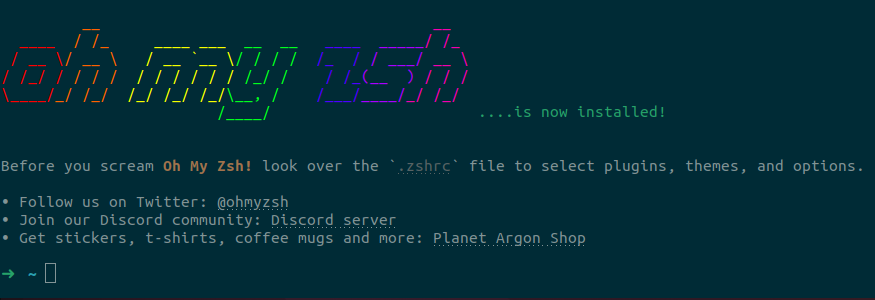 oh my zsh
....is now installed!
Before you scream Oh My Zsh! look over the `.zshrc` file to select plugins, themes, and options.
• Follow us on Twitter: @ohmyzsh
• Join our Discord community: Discord server
• Get stickers, t-shirts, coffee mugs and more: Planet Argon Shop
➜ ~